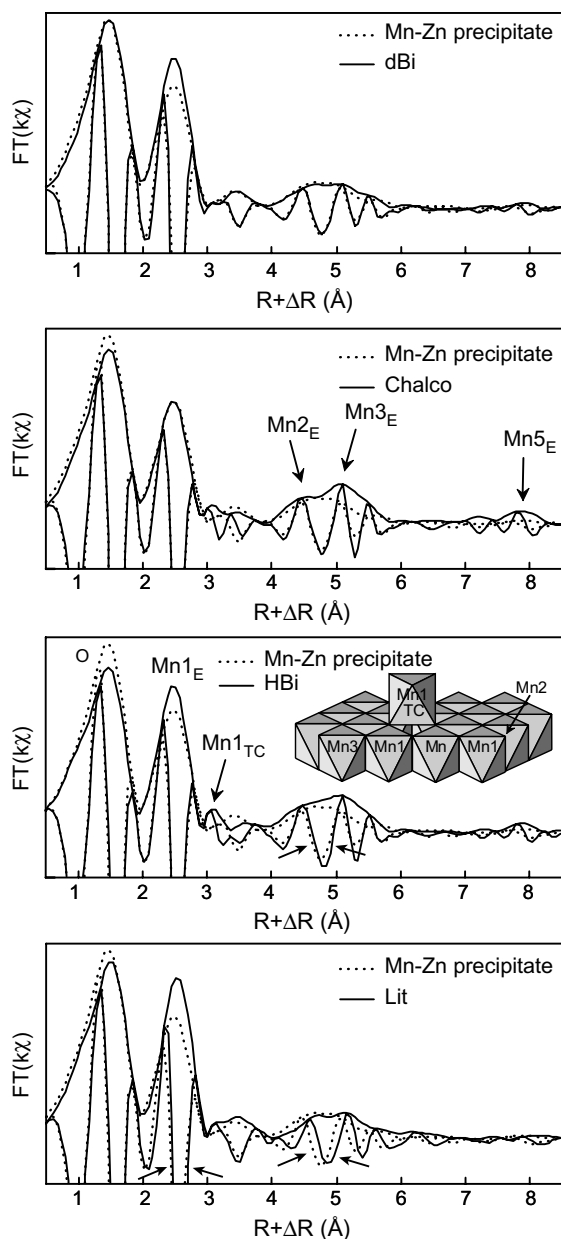 Mn-Zn precipitate
dBi
FT(kχ)
1 2 3 4 5 6 7 8
R+ΔR (Å)
Mn-Zn precipitate
Chalco
Mn2E
Mn3E
Mn5E
FT(kχ)
1 2 3 4 5 6 7 8
R+ΔR (Å)
O
Mn-Zn precipitate
Mn1E
HBi
Mn1TC
Mn1
TC
Mn2
Mn3 Mn1 Mn Mn1
FT(kχ)
1 2 3 4 5 6 7 8
R+ΔR (Å)
Mn-Zn precipitate
Lit
FT(kχ)
1 2 3 4 5 6 7 8
R+ΔR (Å)